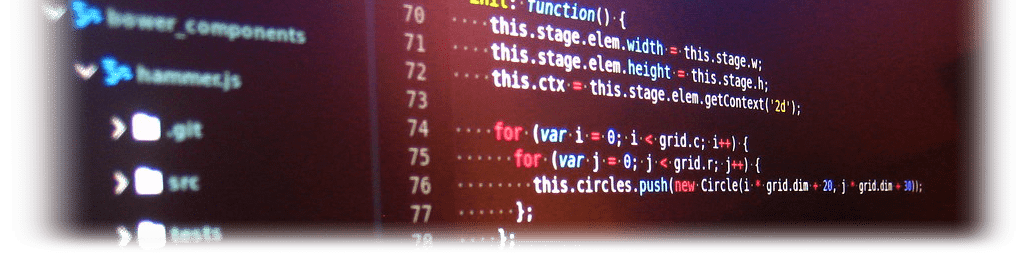 bower_components
hammer.js
.git
src
tests
init: function() {
70 this.stage.elem.width = this.stage.w;
71 this.stage.elem.height = this.stage.h;
72 this.ctx = this.stage.elem.getContext('2d');
73
74 for (var i = 0; i < grid.c; i++) {
75 for (var j = 0; j < grid.r; j++) {
76 this.circles.push(new Circle(i * grid.dim + 20, j * grid.dim + 30));
77 };
78 };